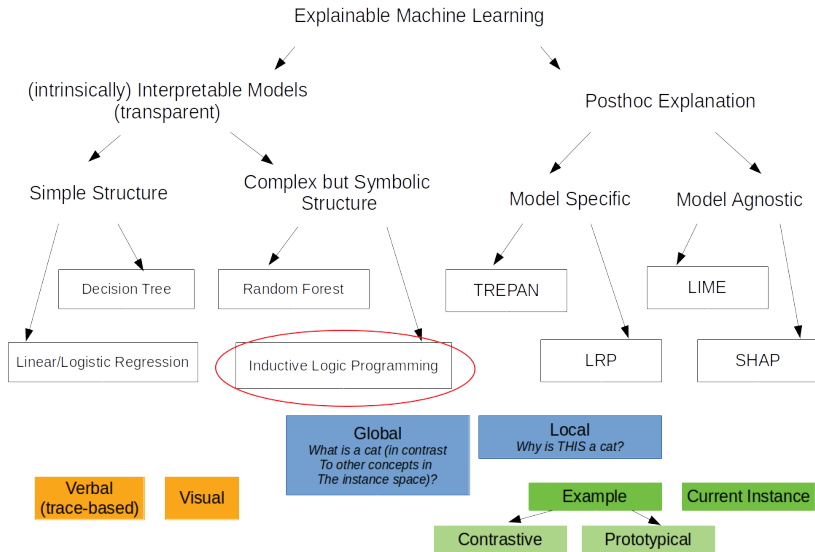 Explainable Machine Learning
(intrinsically) Interpretable Models
(transparent)
Posthoc Explanation
Simple Structure
Complex but Symbolic
Structure
Model Specific
Model Agnostic
Decision Tree
Random Forest
TREPAN
LIME
Linear/Logistic Regression
Inductive Logic Programming
LRP
SHAP
Global
What is a cat (in contrast
To other concepts in
The instance space)?
Local
Why is THIS a cat?
Verbal
(trace-based)
Visual
Example
Current Instance
Contrastive
Prototypical